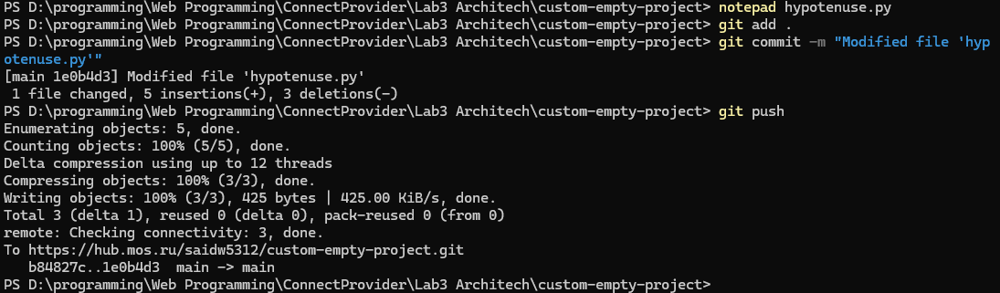 PS D:\programming\Web Programming\ConnectProvider\Lab3 Architech\custom-empty-project> notepad hypotenuse.py
PS D:\programming\Web Programming\ConnectProvider\Lab3 Architech\custom-empty-project> git add .
PS D:\programming\Web Programming\ConnectProvider\Lab3 Architech\custom-empty-project> git commit -m "Modified file 'hyp
otenuse.py'"
[main 1e0b4d3] Modified file 'hypotenuse.py'
 1 file changed, 5 insertions(+), 3 deletions(-)
PS D:\programming\Web Programming\ConnectProvider\Lab3 Architech\custom-empty-project> git push
Enumerating objects: 5, done.
Counting objects: 100% (5/5), done.
Delta compression using up to 12 threads
Compressing objects: 100% (3/3), done.
Writing objects: 100% (3/3), 425 bytes | 425.00 KiB/s, done.
Total 3 (delta 1), reused 0 (delta 0), pack-reused 0 (from 0)
remote: Checking connectivity: 3, done.
To https://hub.mos.ru/saidw5312/custom-empty-project.git
   b84827c..1e0b4d3  main -> main
PS D:\programming\Web Programming\ConnectProvider\Lab3 Architech\custom-empty-project>